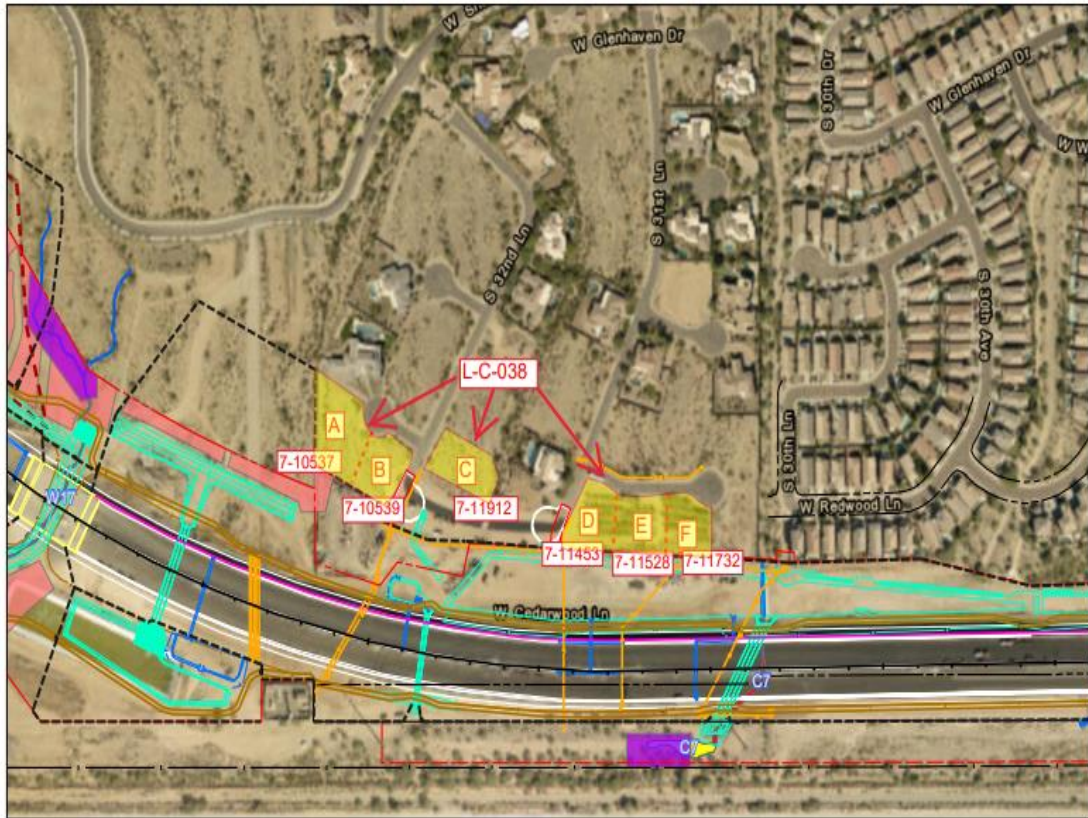 W Glenhaven Dr
S 30th Dr
W Glenhaven Dr
S 31st Ln
S 32nd Ln
S 30th Ave
L-C-038
A
7-10537
B
7-10539
C
7-11912
D
E
F
7-11453
7-11528
7-11732
S 30th Ln
W Redwood Ln
W17
W Cedarwood Ln
C7